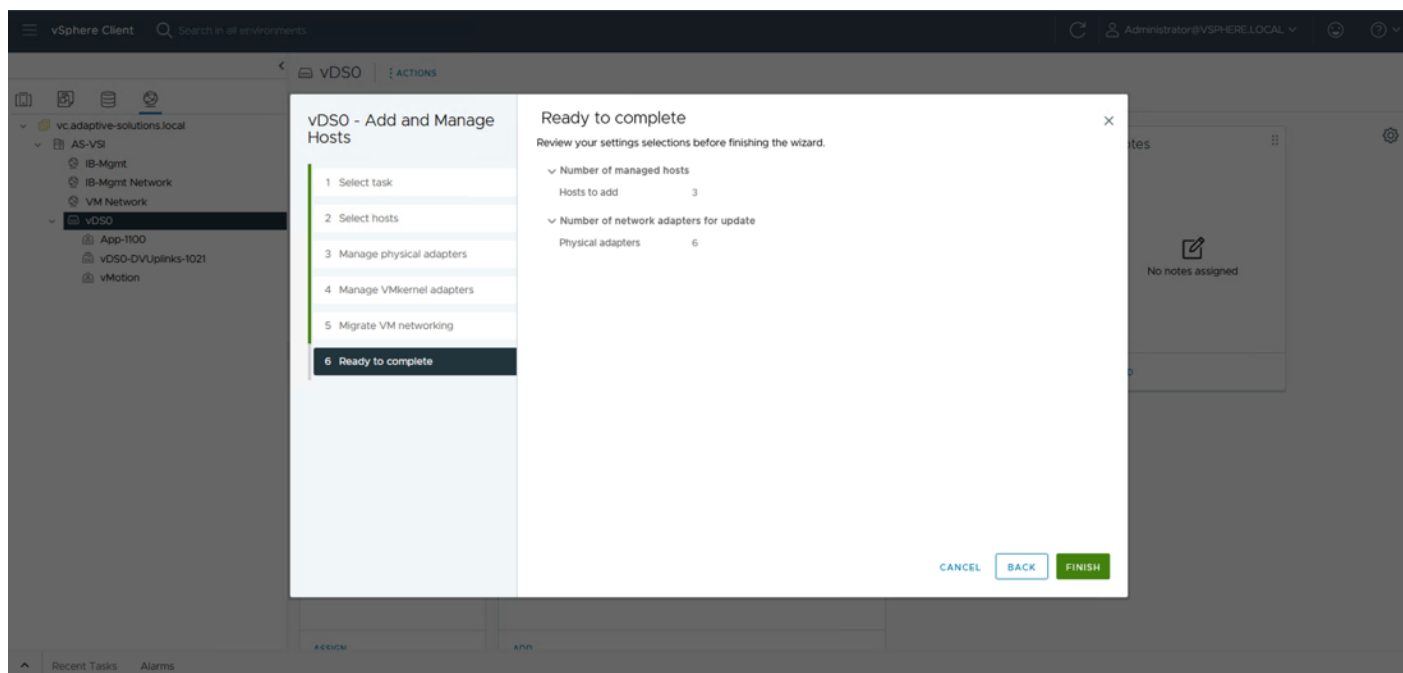 vSphere Client
Search in all environments
Administrator@VSPHERE.LOCAL
vDS0
ACTIONS
vc.adaptive-solutions.local
AS-VSI
IB-Mgmt
IB-Mgmt Network
VM Network
vDS0
App-1100
vDS0-DVUplinks-1021
vMotion
vDS0 - Add and Manage
Hosts
1 Select task
2 Select hosts
3 Manage physical adapters
4 Manage VMkernel adapters
5 Migrate VM networking
6 Ready to complete
Ready to complete
Review your settings selections before finishing the wizard.
Number of managed hosts
Hosts to add 3
Number of network adapters for update
Physical adapters 6
CANCEL
BACK
FINISH
No notes assigned
ASSIGN
ADD
Recent Tasks
Alarms